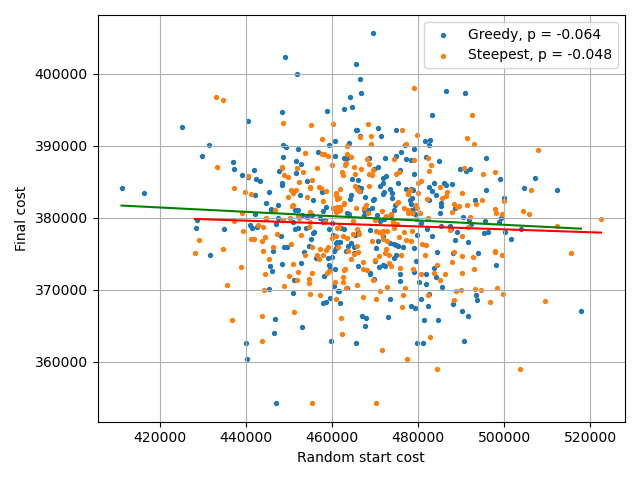 Greedy, p = -0.064
Steepest, p = -0.048
400000
390000
380000
370000
360000
Final cost
420000 440000 460000 480000 500000 520000
Random start cost